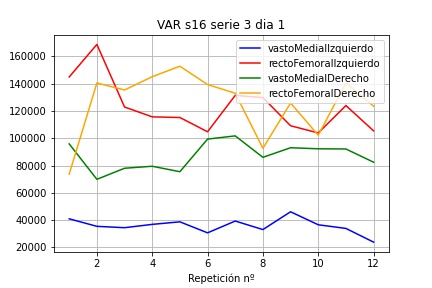 VAR s16 serie 3 dia 1
vastoMedialIzquierdo
rectoFemoralIzquierdo
vastoMedialDerecho
rectoFemoralDerecho
160000
140000
120000
100000
80000
60000
40000
20000
2 4 6 8 10 12
Repetición nº